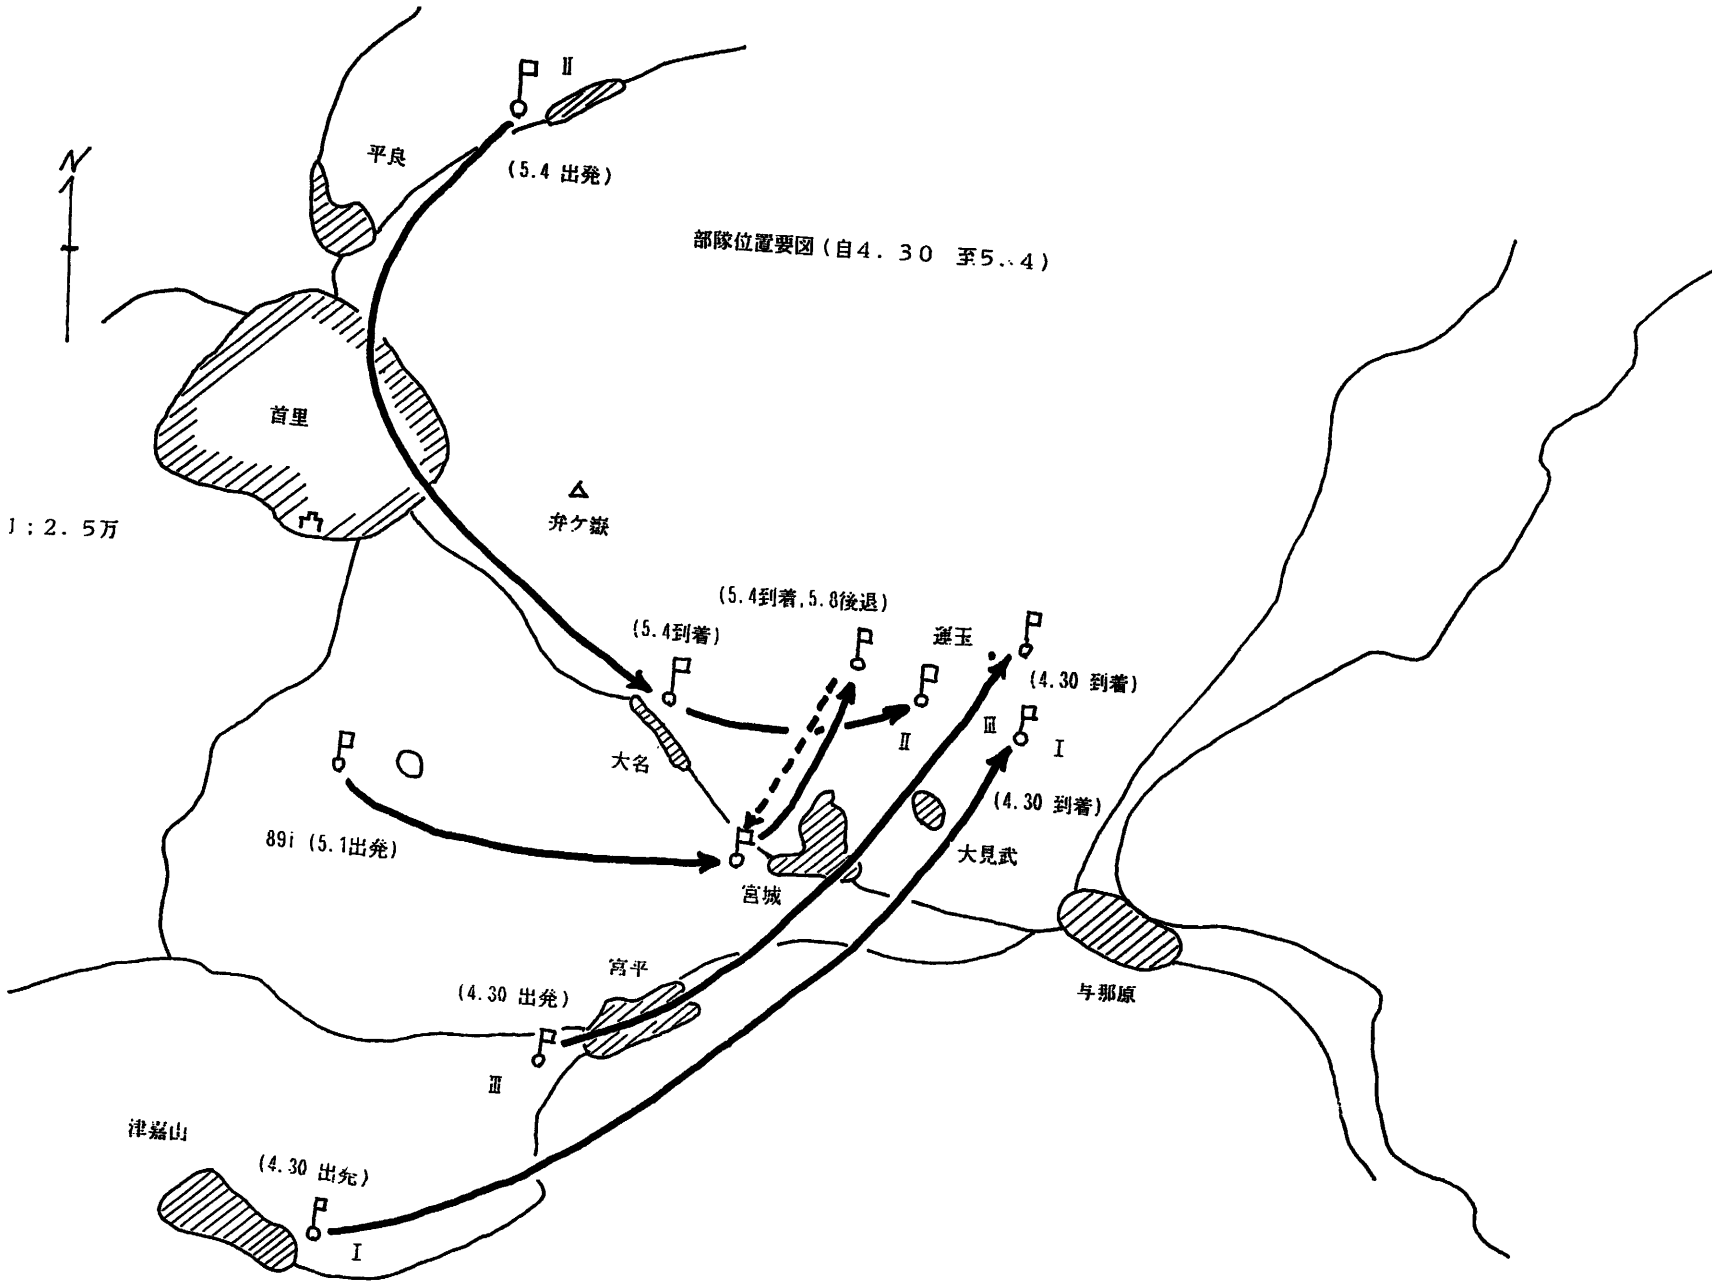 N
II
平良
(5.4 出発)
部隊位置要図(自4.30 至5.4)
首里
1:2.5万
弁ケ嶽
(5.4到着,5.8後退)
(5.4到着)
運玉
(4.30 到着)
III
II
I
大名
(4.30 到着)
89i (5.1出発)
大見武
宮城
宮平
(4.30 出発)
与那原
III
津嘉山
(4.30 出発)
I